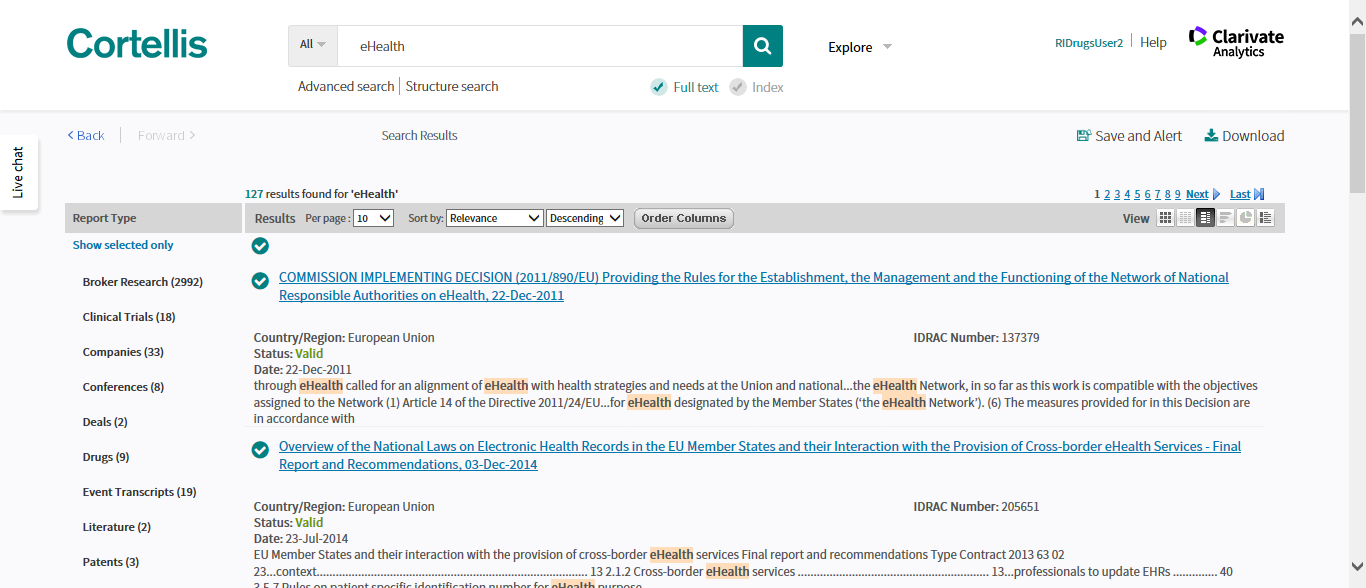 Cortellis
All
eHealth
Explore
RIDrugsUser2
Help
Clarivate
Analytics
Advanced search
Structure search
Full text
Index
Back
Forward
Search Results
Save and Alert
Download
Live chat
127 results found for 'eHealth'
1 2 3 4 5 6 7 8 9 Next Last
Report Type
Results Per page : 10 Sort by: Relevance Descending Order Columns View
Show selected only
Broker Research (2992)
Clinical Trials (18)
Companies (33)
Conferences (8)
Deals (2)
Drugs (9)
Event Transcripts (19)
Literature (2)
Patents (3)
COMMISSION IMPLEMENTING DECISION (2011/890/EU) Providing the Rules for the Establishment, the Management and the Functioning of the Network of National
Responsible Authorities on eHealth, 22-Dec-2011
Country/Region: European Union IDRAC Number: 137379
Status: Valid
Date: 22-Dec-2011
through eHealth called for an alignment of eHealth with health strategies and needs at the Union and national...the eHealth Network, in so far as this work is compatible with the objectives
assigned to the Network (1) Article 14 of the Directive 2011/24/EU...for eHealth designated by the Member States (‘the eHealth Network’). (6) The measures provided for in this Decision are
in accordance with
Overview of the National Laws on Electronic Health Records in the EU Member States and their Interaction with the Provision of Cross-border eHealth Services - Final
Report and Recommendations, 03-Dec-2014
Country/Region: European Union IDRAC Number: 205651
Status: Valid
Date: 23-Jul-2014
EU Member States and their interaction with the provision of cross-border eHealth services Final report and recommendations Type Contract 2013 63 02
23...context.................................................................................... 13 2.1.2 Cross-border eHealth services .......................................................... 13...professionals to update EHRs ............. 40
3.5.7 Rules on patient specific identification number for eHealth purpose